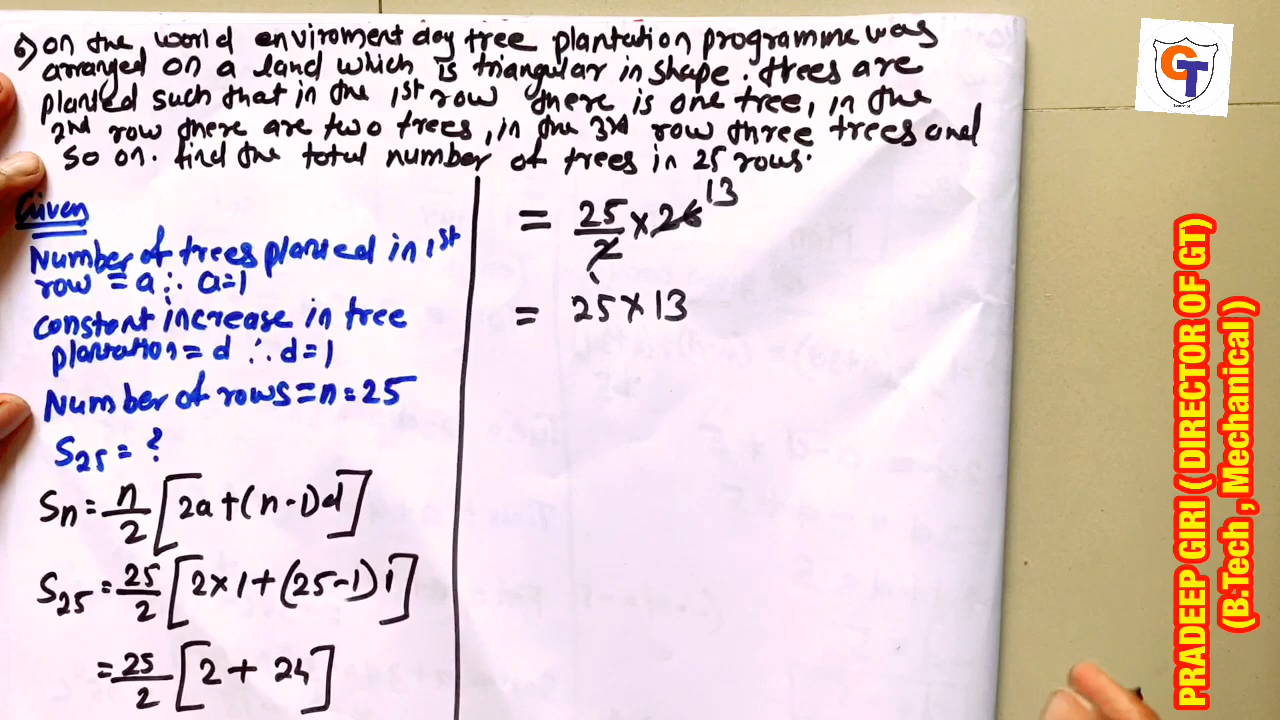 6) on the world enviroment day tree plantation programme was
arranged on a land which is triangular in shape. trees are
planted such that in the 1st row there is one tree, in the
2nd row there are two trees, in the 3rd row three trees and
so on. find the total number of trees in 25 rows.
Given
Number of trees planted in 1st
row = a ∴ a=1
constant increase in tree
plantation = d ∴ d=1
Number of rows = n = 25
S25 = ?
Sn = n/2 [2a+(n-1)d]
S25 = 25/2 [2×1+(25-1)1]
= 25/2 [2+24]
= 25/2 × 26 13
1
= 25×13
GT
PRADEEP GIRI (( DIRECTOR OF GT)
(B.Tech , Mechanical )